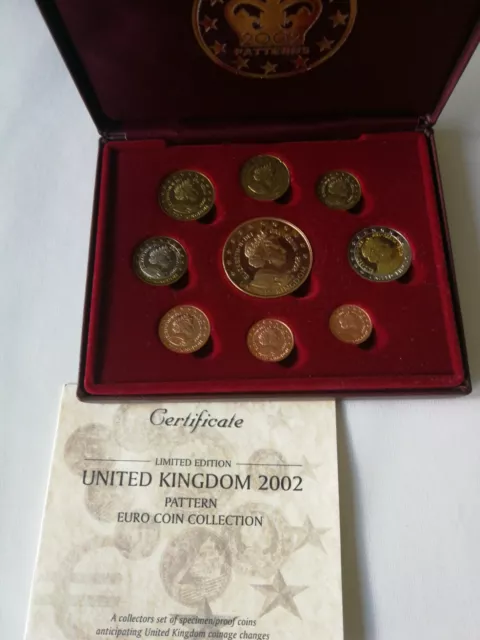 2002
PATTERNS
Certificate
LIMITED EDITION
UNITED KINGDOM 2002
PATTERN
EURO COIN COLLECTION
A collectors set of specimen/proof coins
anticipating United Kingdom coinage changes